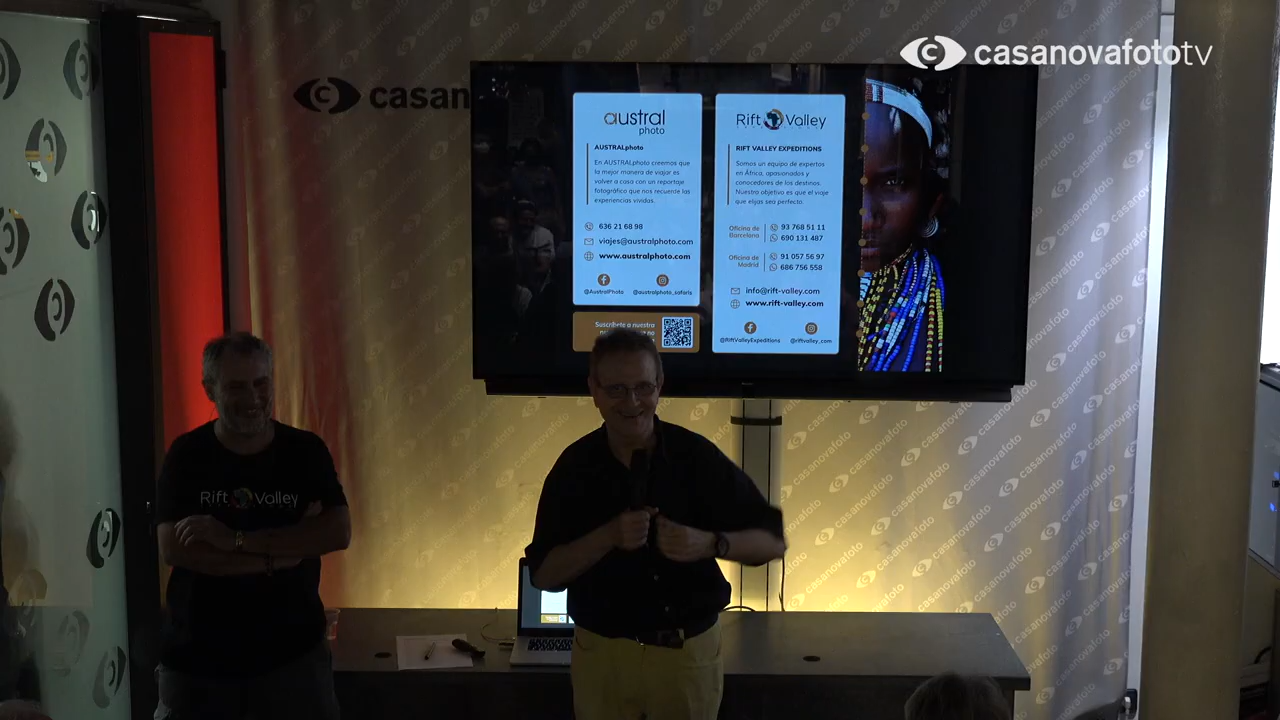 casanovafototv
casan
austral
photo
AUSTRALphoto
En AUSTRALphoto creemos que
la mejor manera de viajar es
volver a casa con un reportaje
fotográfico que nos recuente las
experiencias vividas.
636 21 68 98
viajes@australphoto.com
www.australphoto.com
@AustralPhoto
@australphoto_safaris
Suscríbete a nuestra
Rift Valley
RIFT VALLEY EXPEDITIONS
Somos un equipo de expertos
en África, apasionados y
conocedores de los destinos.
Nuestro objetivo es que el viaje
que elijas sea perfecto.
Oficina de
Barcelona
93 768 51 11
690 131 487
Oficina de
Madrid
91 057 56 97
686 756 558
info@rift-valley.com
www.rift-valley.com
@RiftValleyExpeditions
@riftvalley_com
Rift Valley
casanovafoto